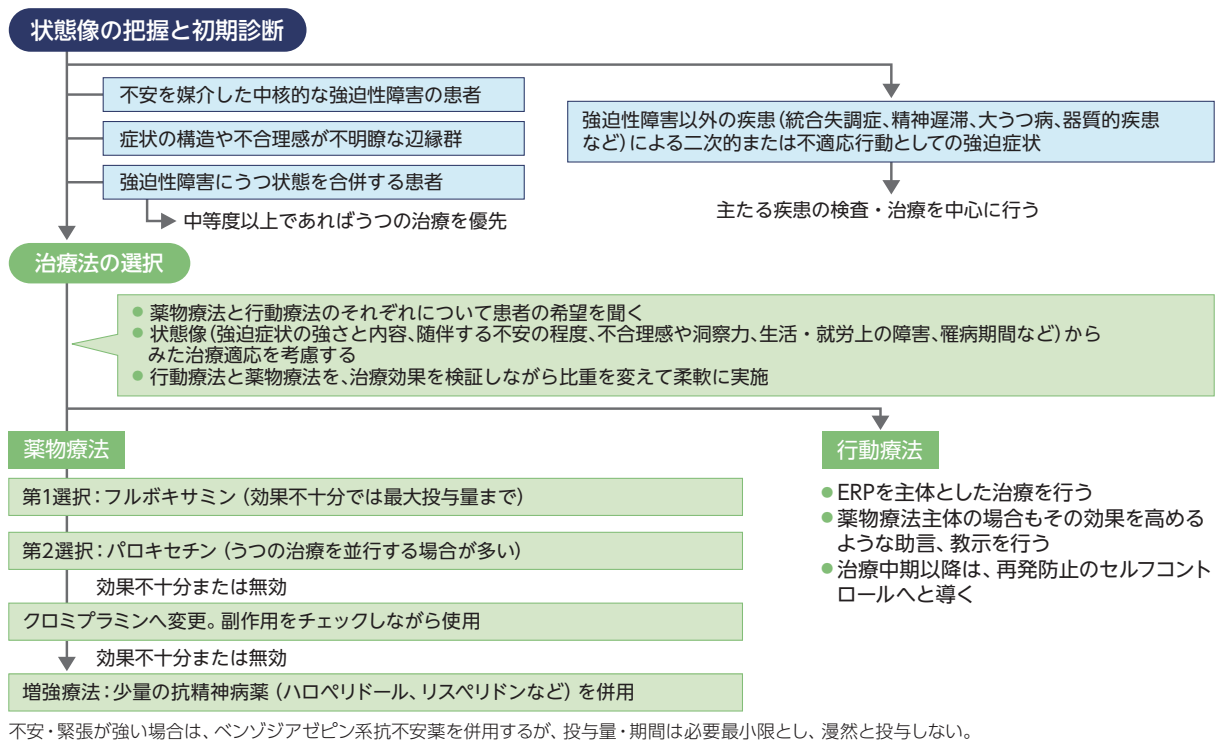 状態像の把握と初期診断
不安を媒介した中核的な強迫性障害の患者
症状の構造や不合理感が不明瞭な辺縁群
強迫性障害にうつ状態を合併する患者
中等度以上であればうつの治療を優先
強迫性障害以外の疾患(統合失調症、精神遅滞、大うつ病、器質的疾患
など)による二次的または不適応行動としての強迫症状
主たる疾患の検査・治療を中心に行う
治療法の選択
● 薬物療法と行動療法のそれぞれについて患者の希望を聞く
● 状態像(強迫症状の強さと内容、随伴する不安の程度、不合理感や洞察力、生活・就労上の障害、罹病期間など)から
みた治療適応を考慮する
● 行動療法と薬物療法を、治療効果を検証しながら比重を変えて柔軟に実施
薬物療法
第1選択:フルボキサミン(効果不十分では最大投与量まで)
第2選択:パロキセチン(うつの治療を並行する場合が多い)
効果不十分または無効
クロミプラミンへ変更。副作用をチェックしながら使用
効果不十分または無効
増強療法:少量の抗精神病薬(ハロペリドール、リスペリドンなど)を併用
行動療法
● ERPを主体とした治療を行う
● 薬物療法主体の場合もその効果を高める
ような助言、教示を行う
● 治療中期以降は、再発防止のセルフコント
ロールへと導く
不安・緊張が強い場合は、ベンゾジアゼピン系抗不安薬を併用するが、投与量・期間は必要最小限とし、漫然と投与しない。